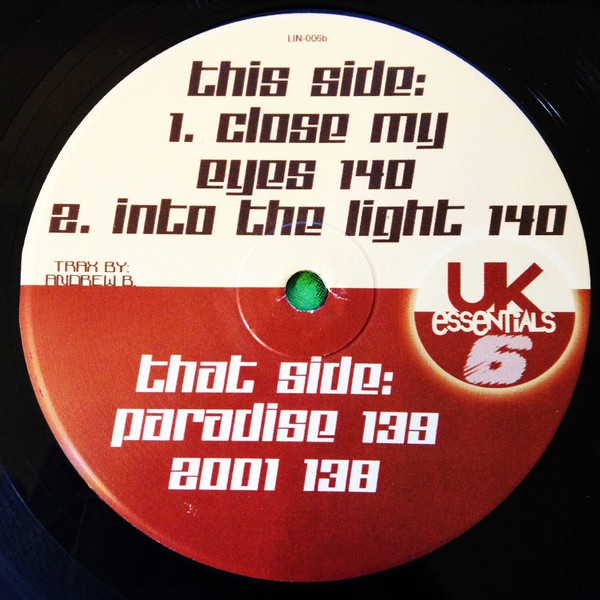 LIN-006b
this side:
1. close my
eyes 140
2. into the light 140
TRAX BY:
ANDREW B.
UK
essentials
6
that side:
paradise 139
2001 138